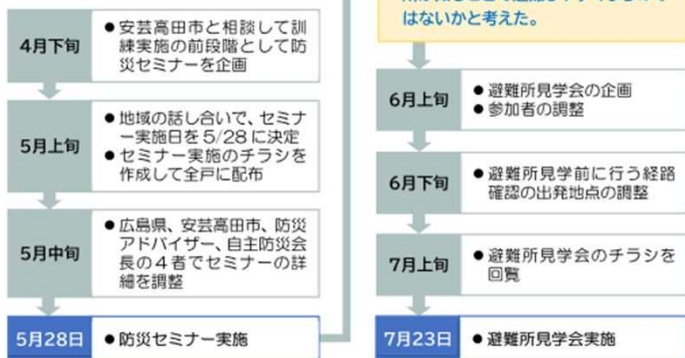 4月下旬
●安芸高田市と相談して訓
練実施の前段階として防
災セミナーを企画
5月上旬
●地域の話し合いで、セミナ
ー実施日を5/28に決定
●セミナー実施のチラシを
作成して全戸に配布
5月中旬
●広島県、安芸高田市、防災
アドバイザー、自主防災会
長の4者でセミナーの詳
細を調整
5月28日
●防災セミナー実施
はないかと考えた。
6月上旬
●避難所見学会の企画
●参加者の調整
6月下旬
●避難所見学前に行う経路
確認の出発地点の調整
7月上旬
●避難所見学会のチラシを
回覧
7月23日
●避難所見学会実施